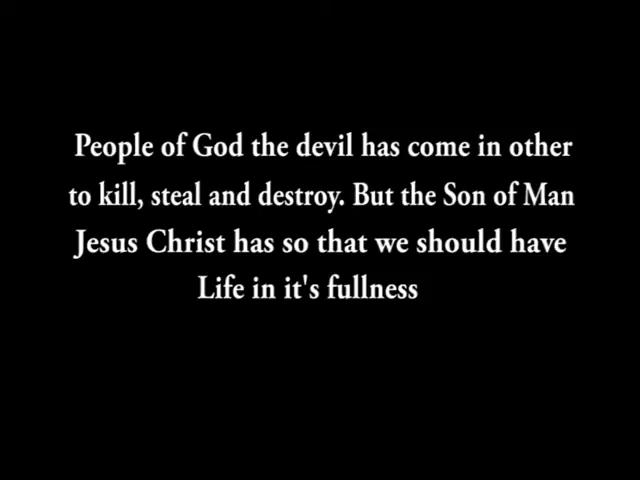 People of God the devil has come in other
to kill, steal and destroy. But the Son of Man
Jesus Christ has so that we should have
Life in it's fullness